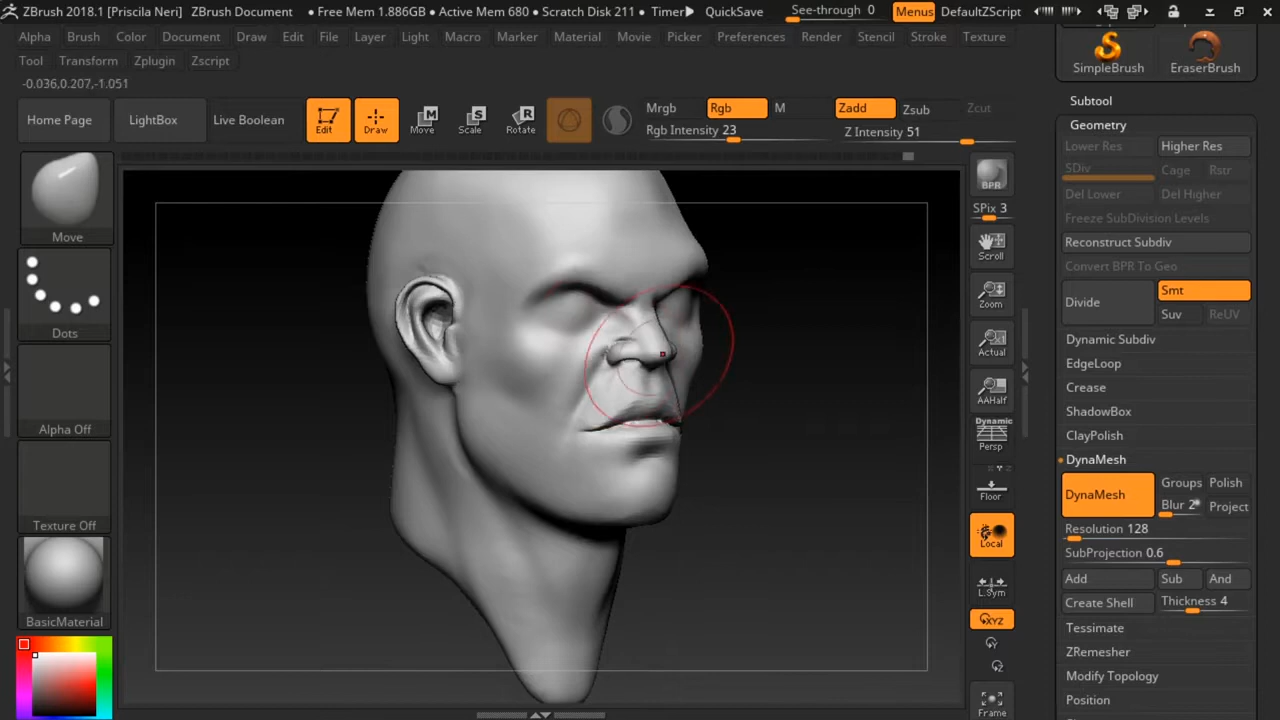 ZBrush 2018.1 [Priscila Neri] ZBrush Document • Free Mem 1.886GB • Active Mem 680 • Scratch Disk 211 • Timer QuickSave See-through 0 Menus DefaultZScript
Alpha Brush Color Document Draw Edit File Layer Light Macro Marker Material Movie Picker Preferences Render Stencil Stroke Texture
Tool Transform Zplugin Zscript
-0.036,0.207,-1.051
Home Page LightBox Live Boolean Edit Draw Move Scale Rotate
M
S
R
Mrgb Rgb M Zadd Zsub Zcut
Rgb Intensity 23 Z Intensity 51
Move
Dots
Alpha Off
Texture Off
BasicMaterial
BPR
SPix 3
Scroll
Zoom
Actual
AAHalf
Dynamic
Persp
Floor
Local
L.Sym
XYZ
Y
Z
Frame
SimpleBrush EraserBrush
Subtool
Geometry
Lower Res Higher Res
SDiv Cage Rstr
Del Lower Del Higher
Freeze SubDivision Levels
Reconstruct Subdiv
Convert BPR To Geo
Divide Smt
Suv ReUV
Dynamic Subdiv
EdgeLoop
Crease
ShadowBox
ClayPolish
DynaMesh
DynaMesh Groups Polish
Blur 2 Project
Resolution 128
SubProjection 0.6
Add Sub And
Create Shell Thickness 4
Tessimate
ZRemesher
Modify Topology
Position